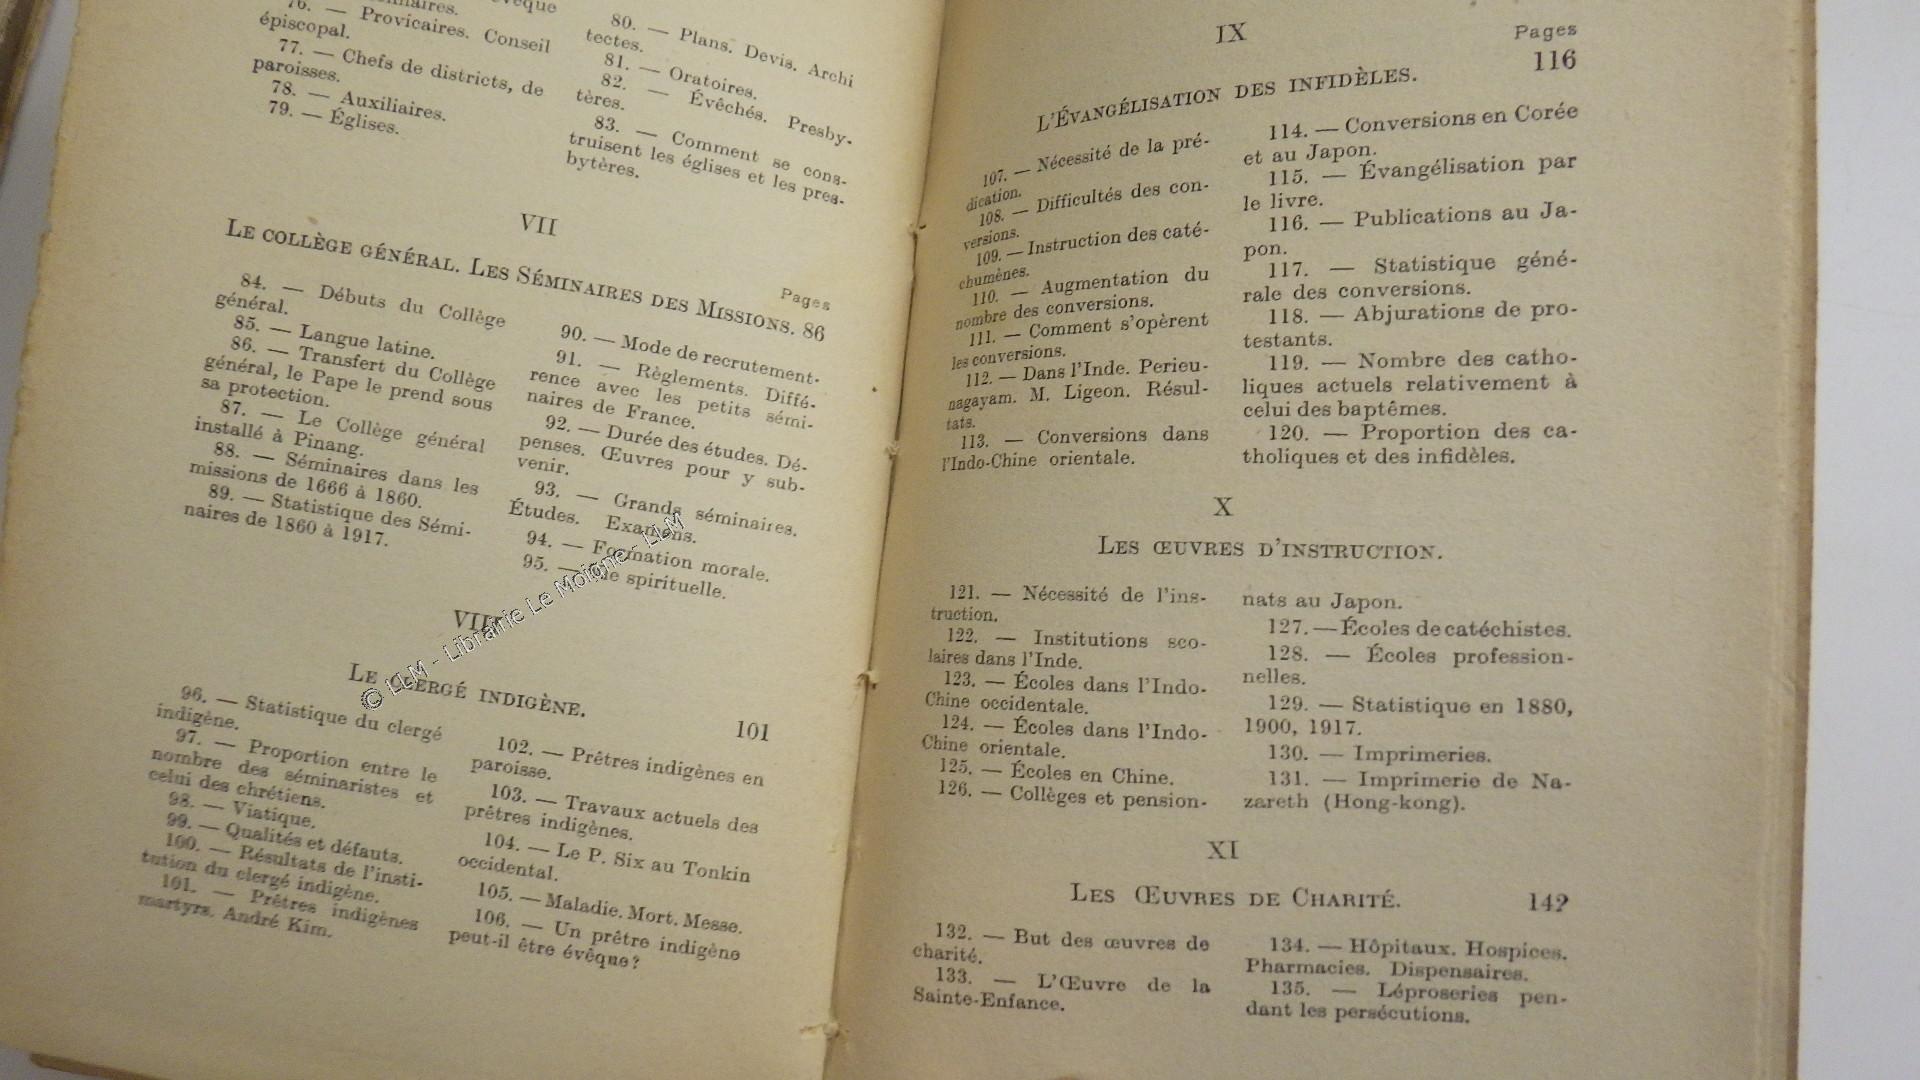 76. — Provicaires. Conseil
épiscopal.
77. — Chefs de districts, de
paroisses.
78. — Auxiliaires.
79. — Églises.
80. — Plans. Devis. Archi
tectes.
81. — Oratoires.
82. — Évêchés. Presby-
tères.
83. — Comment se cons-
truisent les églises et les pres-
bytères.
VII
Pages
LE COLLÈGE GÉNÉRAL. LES SÉMINAIRES DES MISSIONS. 86
84. — Débuts du Collège
général.
85. — Langue latine.
86. — Transfert du Collège
général, le Pape le prend sous
sa protection.
87. — Le Collège général
installé à Pinang.
88. — Séminaires dans les
missions de 1666 à 1860.
89. — Statistique des Sémi-
naires de 1860 à 1917.
90. — Mode de recrutement.
91. — Règlements. Diffé-
rence avec les petits sémi-
naires de France.
92. — Durée des études. Dé-
penses. Œuvres pour y sub-
venir.
93. — Grands séminaires.
Études. Examens.
94. — Formation morale.
95. — Vie spirituelle.
VIII
LE CLERGÉ INDIGÈNE.
101
96. — Statistique du clergé
indigène.
97. — Proportion entre le
nombre des séminaristes et
celui des chrétiens.
98. — Viatique.
99. — Qualités et défauts.
100. — Résultats de l'insti-
tution du clergé indigène.
101. — Prêtres indigènes
martyrs. André Kim.
102. — Prêtres indigènes en
paroisse.
103. — Travaux actuels des
prêtres indigènes.
104. — Le P. Six au Tonkin
occidental.
105. — Maladie. Mort. Messe.
106. — Un prêtre indigène
peut-il être évêque?
© LLM - Librairie Le Moigne - LLM
IX
Pages
L'ÉVANGÉLISATION DES INFIDÈLES.
116
107. — Nécessité de la pré-
dication.
108. — Difficultés des con-
versions.
109. — Instruction des caté-
chumènes.
110. — Augmentation du
nombre des conversions.
111. — Comment s'opèrent
les conversions.
112. — Dans l'Inde. Perieu-
nagayam. M. Ligeon. Résul-
tats.
113. — Conversions dans
l'Indo-Chine orientale.
114. — Conversions en Corée
et au Japon.
115. — Évangélisation par
le livre.
116. — Publications au Ja-
pon.
117. — Statistique géné-
rale des conversions.
118. — Abjurations de pro-
testants.
119. — Nombre des catho-
liques actuels relativement à
celui des baptêmes.
120. — Proportion des ca-
tholiques et des infidèles.
X
LES ŒUVRES D'INSTRUCTION.
121. — Nécessité de l'ins-
truction.
122. — Institutions sco-
laires dans l'Inde.
123. — Écoles dans l'Indo-
Chine occidentale.
124. — Écoles dans l'Indo-
Chine orientale.
125. — Écoles en Chine.
126. — Collèges et pension-
nats au Japon.
127. — Écoles de catéchistes.
128. — Écoles profession-
nelles.
129. — Statistique en 1880,
1900, 1917.
130. — Imprimeries.
131. — Imprimerie de Na-
zareth (Hong-kong).
XI
LES ŒUVRES DE CHARITÉ.
142
132. — But des œuvres de
charité.
133. — L'Œuvre de la
Sainte-Enfance.
134. — Hôpitaux. Hospices.
Pharmacies. Dispensaires.
135. — Léproseries pen-
dant les persécutions.